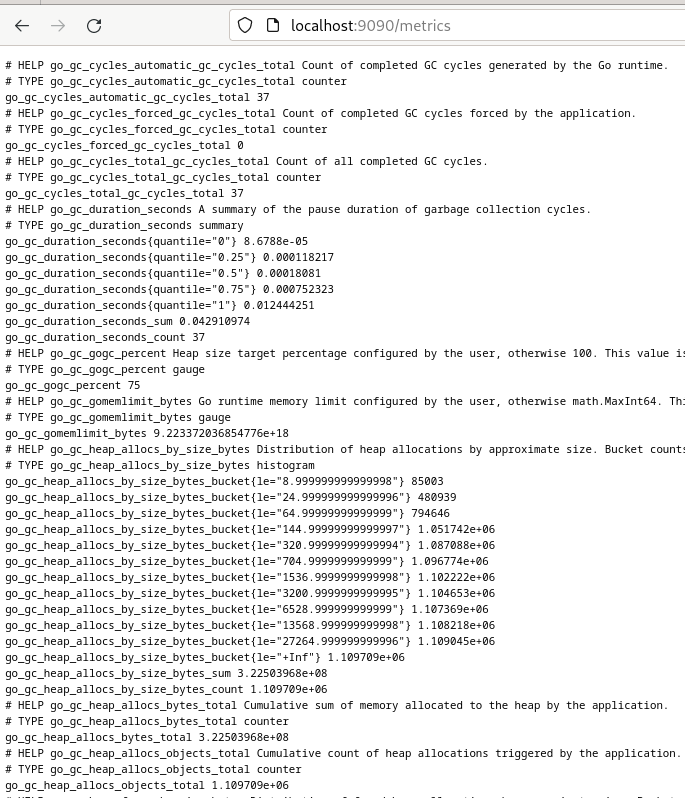 localhost:9090/metrics
# HELP go_gc_cycles_automatic_gc_cycles_total Count of completed GC cycles generated by the Go runtime.
# TYPE go_gc_cycles_automatic_gc_cycles_total counter
go_gc_cycles_automatic_gc_cycles_total 37
# HELP go_gc_cycles_forced_gc_cycles_total Count of completed GC cycles forced by the application.
# TYPE go_gc_cycles_forced_gc_cycles_total counter
go_gc_cycles_forced_gc_cycles_total 0
# HELP go_gc_cycles_total_gc_cycles_total Count of all completed GC cycles.
# TYPE go_gc_cycles_total_gc_cycles_total counter
go_gc_cycles_total_gc_cycles_total 37
# HELP go_gc_duration_seconds A summary of the pause duration of garbage collection cycles.
# TYPE go_gc_duration_seconds summary
go_gc_duration_seconds{quantile="0"} 8.6788e-05
go_gc_duration_seconds{quantile="0.25"} 0.000118217
go_gc_duration_seconds{quantile="0.5"} 0.00018081
go_gc_duration_seconds{quantile="0.75"} 0.000752323
go_gc_duration_seconds{quantile="1"} 0.012444251
go_gc_duration_seconds_sum 0.042910974
go_gc_duration_seconds_count 37
# HELP go_gc_gogc_percent Heap size target percentage configured by the user, otherwise 100. This value is
# TYPE go_gc_gogc_percent gauge
go_gc_gogc_percent 75
# HELP go_gc_gomemlimit_bytes Go runtime memory limit configured by the user, otherwise math.MaxInt64. Thi
# TYPE go_gc_gomemlimit_bytes gauge
go_gc_gomemlimit_bytes 9.223372036854776e+18
# HELP go_gc_heap_allocs_by_size_bytes Distribution of heap allocations by approximate size. Bucket counts
# TYPE go_gc_heap_allocs_by_size_bytes histogram
go_gc_heap_allocs_by_size_bytes_bucket{le="8.999999999999998"} 85003
go_gc_heap_allocs_by_size_bytes_bucket{le="24.999999999999996"} 480939
go_gc_heap_allocs_by_size_bytes_bucket{le="64.99999999999999"} 794646
go_gc_heap_allocs_by_size_bytes_bucket{le="144.99999999999997"} 1.051742e+06
go_gc_heap_allocs_by_size_bytes_bucket{le="320.99999999999994"} 1.087088e+06
go_gc_heap_allocs_by_size_bytes_bucket{le="704.9999999999999"} 1.096774e+06
go_gc_heap_allocs_by_size_bytes_bucket{le="1536.9999999999998"} 1.102222e+06
go_gc_heap_allocs_by_size_bytes_bucket{le="3200.9999999999995"} 1.104653e+06
go_gc_heap_allocs_by_size_bytes_bucket{le="6528.999999999999"} 1.107369e+06
go_gc_heap_allocs_by_size_bytes_bucket{le="13568.999999999998"} 1.108218e+06
go_gc_heap_allocs_by_size_bytes_bucket{le="27264.999999999996"} 1.109045e+06
go_gc_heap_allocs_by_size_bytes_bucket{le="+Inf"} 1.109709e+06
go_gc_heap_allocs_by_size_bytes_sum 3.22503968e+08
go_gc_heap_allocs_by_size_bytes_count 1.109709e+06
# HELP go_gc_heap_allocs_bytes_total Cumulative sum of memory allocated to the heap by the application.
# TYPE go_gc_heap_allocs_bytes_total counter
go_gc_heap_allocs_bytes_total 3.22503968e+08
# HELP go_gc_heap_allocs_objects_total Cumulative count of heap allocations triggered by the application.
# TYPE go_gc_heap_allocs_objects_total counter
go_gc_heap_allocs_objects_total 1.109709e+06